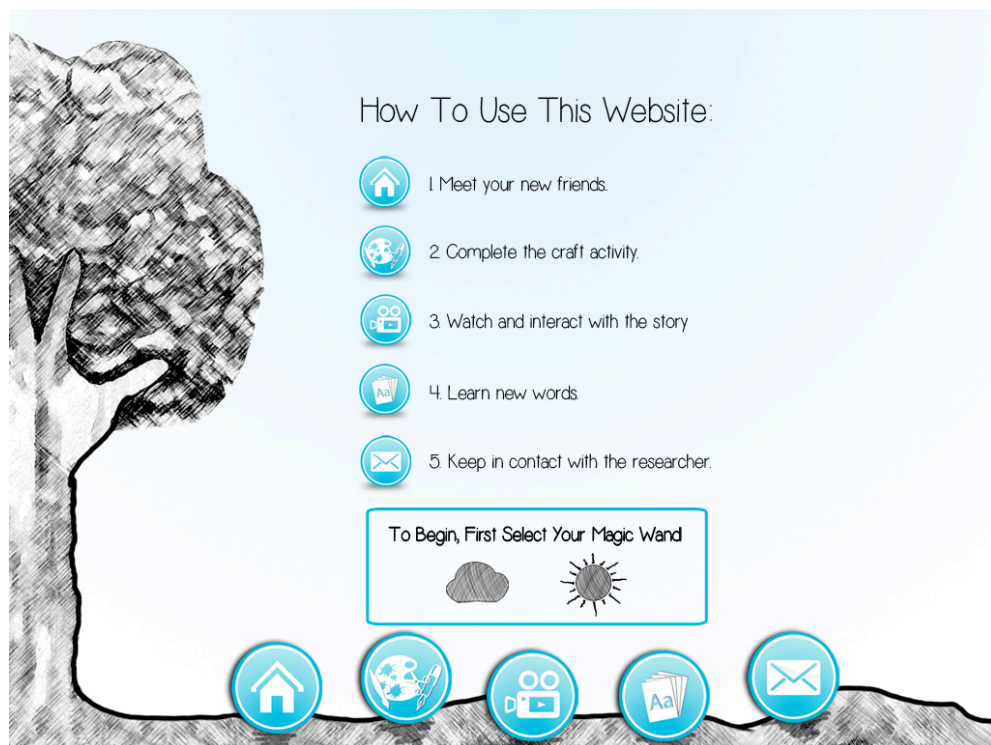 How To Use This Website:
1. Meet your new friends.
2. Complete the craft activity.
3. Watch and interact with the story
Aa
4. Learn new words.
5. Keep in contact with the researcher.
To Begin, First Select Your Magic Wand
Aa